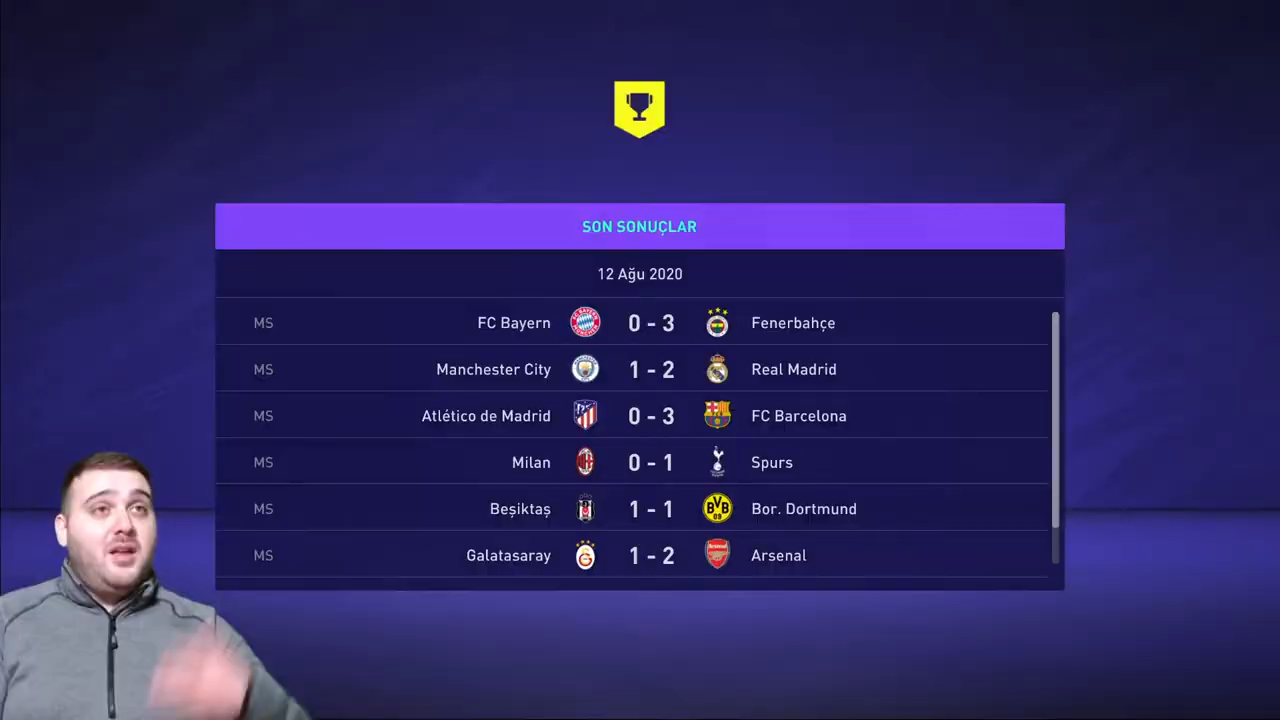 SON SONUÇLAR
12 Ağu 2020
MS FC Bayern 0 - 3 Fenerbahçe
MS Manchester City 1 - 2 Real Madrid
MS Atlético de Madrid 0 - 3 FC Barcelona
MS Milan 0 - 1 Spurs
MS Beşiktaş 1 - 1 Bor. Dortmund
MS Galatasaray 1 - 2 Arsenal